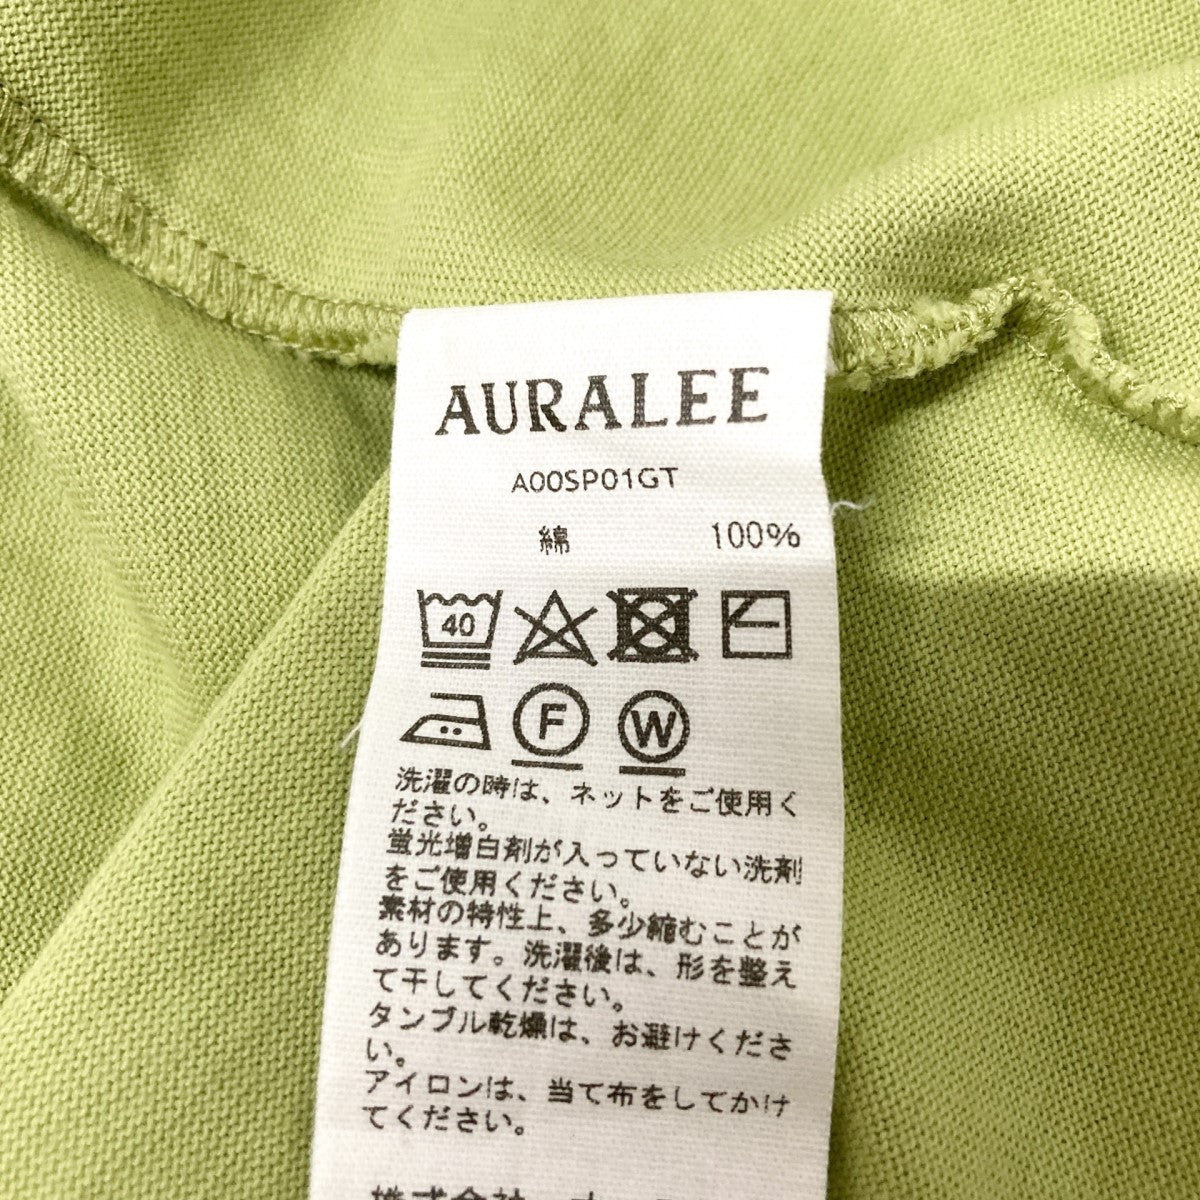 AURALEE
A00SP01GT
綿 100%
40
F W
洗濯の時は、ネットをご使用く
ださい。
蛍光増白剤が入っていない洗剤
をご使用ください。
素材の特性上、多少縮むことが
あります。洗濯後は、形を整え
て干してください。
タンブル乾燥は、お避けくださ
い。
アイロンは、当て布をしてかけ
てください。
株式会社